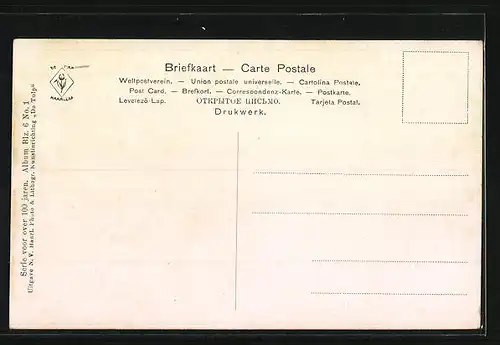 Briefkaart — Carte Postale
Weltpostverein. — Union postale universelle. — Cartolina Postale.
Post Card. — Brefkort. — Correspondenz-Karte. — Postkarte.
Levelező-Lap. ОТКРЫТОЕ ПИСЬМО. Tarjeta Postal.
Drukwerk.
HAARLEM
Serie voor over 100 jaren. Album Blz. 6 No. 1
Uitgave N. V. Haarl. Photo & Lithogr. Kunstinrichting „De Tulp"